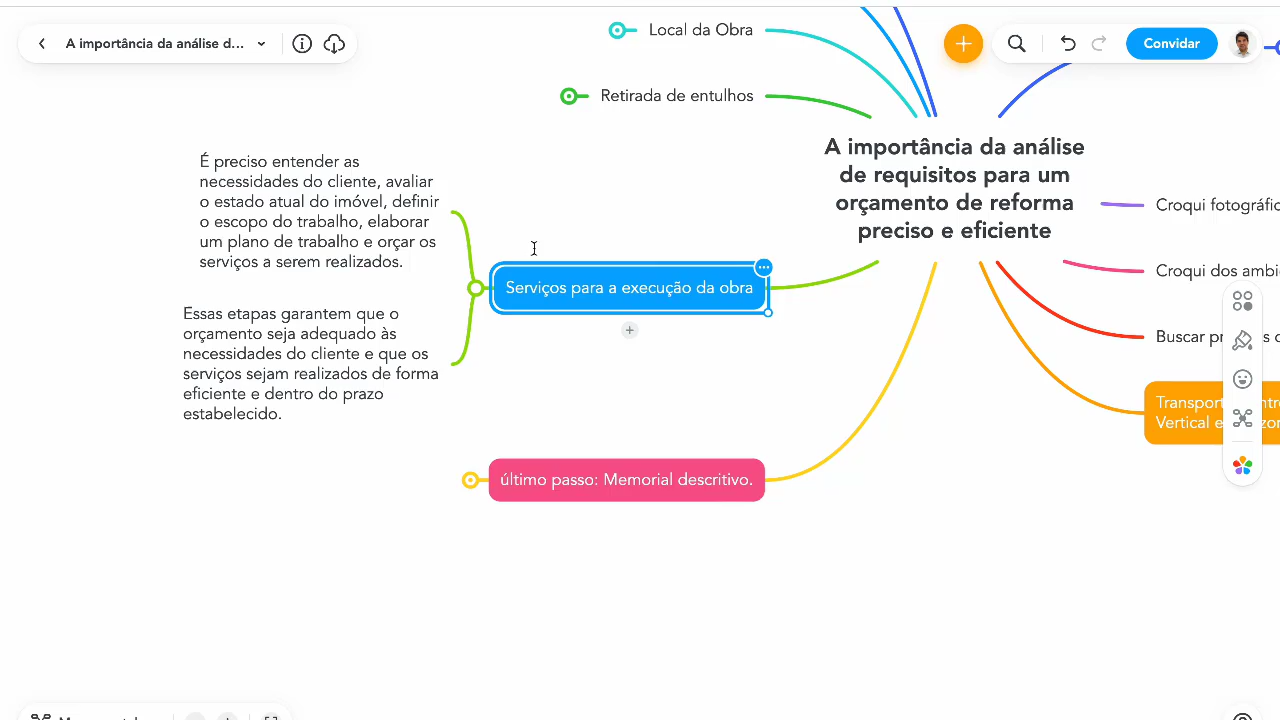 A importância da análise d...
Convidar
Local da Obra
Retirada de entulhos
A importância da análise
de requisitos para um
orçamento de reforma
preciso e eficiente
É preciso entender as
necessidades do cliente, avaliar
o estado atual do imóvel, definir
o escopo do trabalho, elaborar
um plano de trabalho e orçar os
serviços a serem realizados.
Serviços para a execução da obra
Essas etapas garantem que o
orçamento seja adequado às
necessidades do cliente e que os
serviços sejam realizados de forma
eficiente e dentro do prazo
estabelecido.
último passo: Memorial descritivo.
Croqui
Croqui dos
Buscar
Vertical e